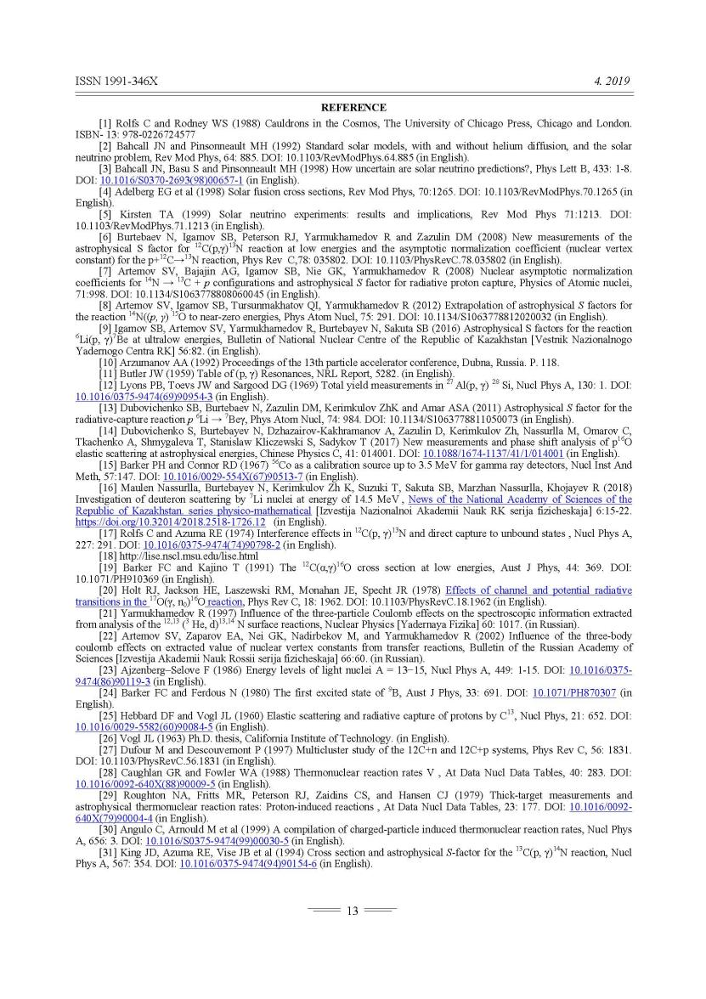 ISSN 1991-346X 4. 2019
REFERENCE
[1] Rolfs C and Rodney WS (1988) Cauldrons in the Cosmos, The University of Chicago Press, Chicago and London.
ISBN- 13: 978-0226724577
[2] Bahcall JN and Pinsonneault MH (1992) Standard solar models, with and without helium diffusion, and the solar
neutrino problem, Rev Mod Phys, 64: 885. DOI: 10.1103/RevModPhys.64.885 (in English).
[3] Bahcall JN, Basu S and Pinsonneault MH (1998) How uncertain are solar neutrino predictions?, Phys Lett B, 433: 1-8.
DOI: 10.1016/S0370-2693(98)00657-1 (in English).
[4] Adelberg EG et al (1998) Solar fusion cross sections, Rev Mod Phys, 70:1265. DOI: 10.1103/RevModPhys.70.1265 (in
English).
[5] Kirsten TA (1999) Solar neutrino experiments: results and implications, Rev Mod Phys 71:1213. DOI:
10.1103/RevModPhys.71.1213 (in English).
[6] Burtebaev N, Igamov SB, Peterson RJ, Yarmukhamedov R and Zazulin DM (2008) New measurements of the
astrophysical S factor for ¹²C(p,γ)¹³N reaction at low energies and the asymptotic normalization coefficient (nuclear vertex
constant) for the p+¹²C→¹³N reaction, Phys Rev C,78: 035802. DOI: 10.1103/PhysRevC.78.035802 (in English).
[7] Artemov SV, Bajajin AG, Igamov SB, Nie GK, Yarmukhamedov R (2008) Nuclear asymptotic normalization
coefficients for ¹⁴N → ¹³C + p configurations and astrophysical S factor for radiative proton capture, Physics of Atomic nuclei,
71:998. DOI: 10.1134/S1063778808060045 (in English).
[8] Artemov SV, Igamov SB, Tursunmakhatov QI, Yarmukhamedov R (2012) Extrapolation of astrophysical S factors for
the reaction ¹⁴N((p, γ) ¹⁵O to near-zero energies, Phys Atom Nucl, 75: 291. DOI: 10.1134/S1063778812020032 (in English).
[9] Igamov SB, Artemov SV, Yarmukhamedov R, Burtebayev N, Sakuta SB (2016) Astrophysical S factors for the reaction
⁶Li(p, γ)⁷Be at ultralow energies, Bulletin of National Nuclear Centre of the Republic of Kazakhstan [Vestnik Nazionalnogo
Yadernogo Centra RK] 56:82. (in English).
[10] Arzumanov AA (1992) Proceedings of the 13th particle accelerator conference, Dubna, Russia. P. 118.
[11] Butler JW (1959) Table of (p, γ) Resonances, NRL Report, 5282. (in English).
[12] Lyons PB, Toevs JW and Sargood DG (1969) Total yield measurements in ²⁷Al(p, γ) ²⁸ Si, Nucl Phys A, 130: 1. DOI:
10.1016/0375-9474(69)90954-3 (in English).
[13] Dubovichenko SB, Burtebaev N, Zazulin DM, Kerimkulov ZhK and Amar ASA (2011) Astrophysical S factor for the
radiative-capture reaction p ⁶Li → ⁷Beγ, Phys Atom Nucl, 74: 984. DOI: 10.1134/S1063778811050073 (in English).
[14] Dubovichenko S, Burtebayev N, Dzhazairov-Kakhramanov A, Zazulin D, Kerimkulov Zh, Nassurlla M, Omarov C,
Tkachenko A, Shmygaleva T, Stanislaw Kliczewski S, Sadykov T (2017) New measurements and phase shift analysis of p¹⁶O
elastic scattering at astrophysical energies, Chinese Physics C, 41: 014001. DOI: 10.1088/1674-1137/41/1/014001 (in English).
[15] Barker PH and Connor RD (1967) ⁵⁶Co as a calibration source up to 3.5 MeV for gamma ray detectors, Nucl Inst And
Meth, 57:147. DOI: 10.1016/0029-554X(67)90513-7 (in English).
[16] Maulen Nassurlla, Burtebayev N, Kerimkulov Zh K, Suzuki T, Sakuta SB, Marzhan Nassurlla, Khojayev R (2018)
Investigation of deuteron scattering by ⁷Li nuclei at energy of 14.5 MeV, News of the National Academy of Sciences of the
Republic of Kazakhstan. series physico-mathematical [Izvestija Nazionalnoi Akademii Nauk RK serija fizicheskaja] 6:15-22.
https://doi.org/10.32014/2018.2518-1726.12 (in English).
[17] Rolfs C and Azuma RE (1974) Interference effects in ¹²C(p, γ)¹³N and direct capture to unbound states , Nucl Phys A,
227: 291. DOI: 10.1016/0375-9474(74)90798-2 (in English).
[18] http://lise.nscl.msu.edu/lise.html
[19] Barker FC and Kajino T (1991) The ¹²C(α,γ)¹⁶O cross section at low energies, Aust J Phys, 44: 369. DOI:
10.1071/PH910369 (in English).
[20] Holt RJ, Jackson HE, Laszewski RM, Monahan JE, Specht JR (1978) Effects of channel and potential radiative
transitions in the ¹⁷O(γ, n₀)¹⁶O reaction, Phys Rev C, 18: 1962. DOI: 10.1103/PhysRevC.18.1962 (in English).
[21] Yarmukhamedov R (1997) Influence of the three-particle Coulomb effects on the spectroscopic information extracted
from analysis of the ¹²,¹³ (³ He, d)¹³,¹⁴ N surface reactions, Nuclear Physics [Yadernaya Fizika] 60: 1017. (in Russian).
[22] Artemov SV, Zaparov EA, Nei GK, Nadirbekov M, and Yarmukhamedov R (2002) Influence of the three-body
coulomb effects on extracted value of nuclear vertex constants from transfer reactions, Bulletin of the Russian Academy of
Sciences [Izvestija Akademii Nauk Rossii serija fizicheskaja] 66:60. (in Russian).
[23] Ajzenberg–Selove F (1986) Energy levels of light nuclei A = 13−15, Nucl Phys A, 449: 1-15. DOI: 10.1016/0375-
9474(86)90119-3 (in English).
[24] Barker FC and Ferdous N (1980) The first excited state of ⁹B, Aust J Phys, 33: 691. DOI: 10.1071/PH870307 (in
English).
[25] Hebbard DF and Vogl JL (1960) Elastic scattering and radiative capture of protons by C¹³, Nucl Phys, 21: 652. DOI:
10.1016/0029-5582(60)90084-5 (in English).
[26] Vogl JL (1963) Ph.D. thesis, California Institute of Technology. (in English).
[27] Dufour M and Descouvemont P (1997) Multicluster study of the 12C+n and 12C+p systems, Phys Rev C, 56: 1831.
DOI: 10.1103/PhysRevC.56.1831 (in English).
[28] Caughlan GR and Fowler WA (1988) Thermonuclear reaction rates V , At Data Nucl Data Tables, 40: 283. DOI:
10.1016/0092-640X(88)90009-5 (in English).
[29] Roughton NA, Fritts MR, Peterson RJ, Zaidins CS, and Hansen CJ (1979) Thick-target measurements and
astrophysical thermonuclear reaction rates: Proton-induced reactions , At Data Nucl Data Tables, 23: 177. DOI: 10.1016/0092-
640X(79)90004-4 (in English).
[30] Angulo C, Arnould M et al (1999) A compilation of charged-particle induced thermonuclear reaction rates, Nucl Phys
A, 656: 3. DOI: 10.1016/S0375-9474(99)00030-5 (in English).
[31] King JD, Azuma RE, Vise JB et al (1994) Cross section and astrophysical S-factor for the ¹³C(p, γ)¹⁴N reaction, Nucl
Phys A, 567: 354. DOI: 10.1016/0375-9474(94)90154-6 (in English).
13